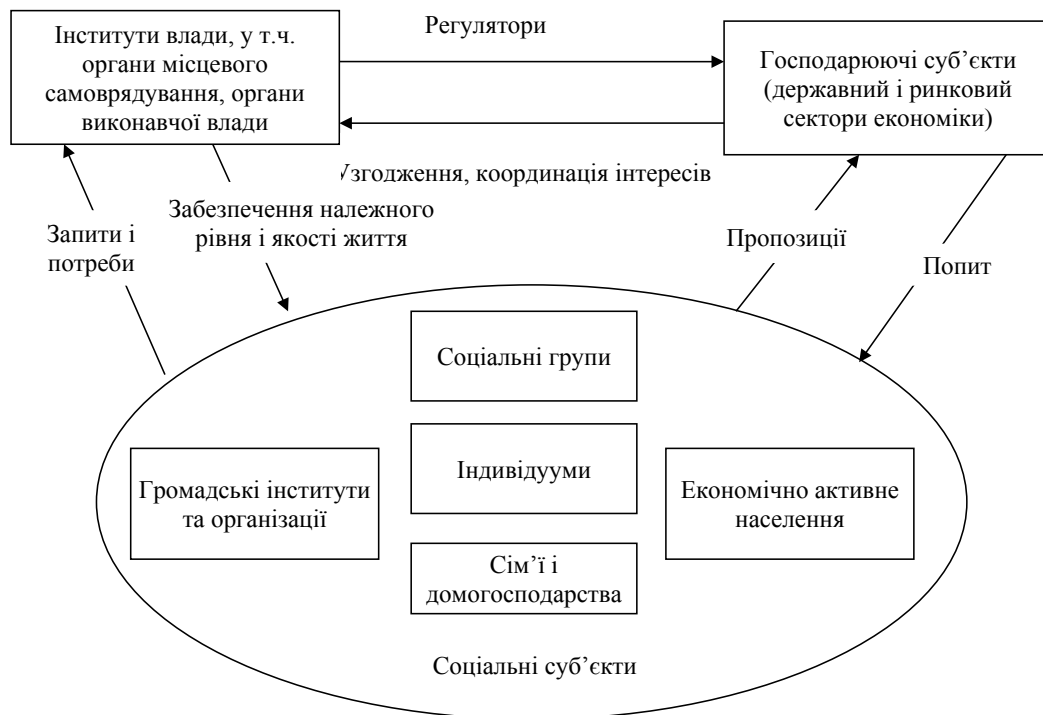 Інститути влади, у т.ч.
органи місцевого
самоврядування, органи
виконавчої влади
Регулятори
Господарюючі суб’єкти
(державний і ринковий
сектори економіки)
Узгодження, координація інтересів
Забезпечення належного
рівня і якості життя
Запити і
потреби
Пропозиції
Попит
Соціальні групи
Індивідууми
Громадські інститути
та організації
Економічно активне
населення
Сім’ї і
домогосподарства
Соціальні суб’єкти